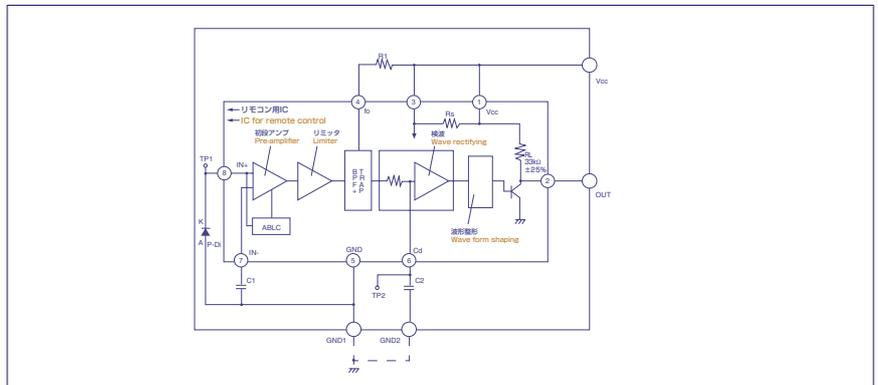 R1
Vcc
4
fo
3
1
Vcc
リモコン用IC
IC for remote control
Rs
初段アンプ
Pre-amplifier
リミッタ
Limiter
検波
Wave rectifying
RL
33kΩ
±25%
TP1
8
IN+
BPF+
TRAP
2
OUT
ABLC
K
A
P-Di
波形整形
Wave form shaping
IN-
7
GND
5
Cd
6
C1
TP2
C2
GND1
GND2